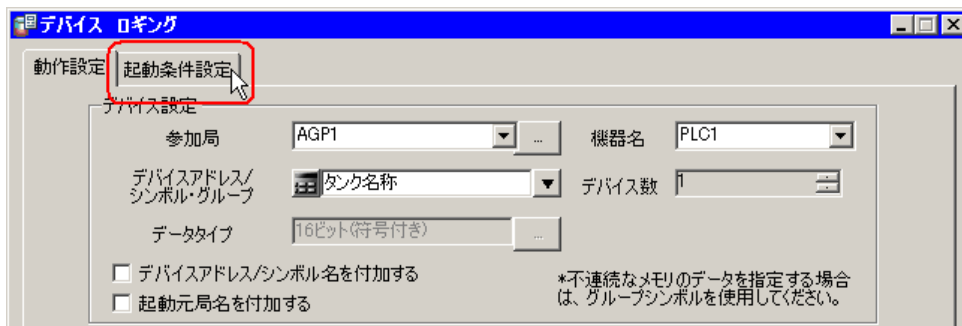 デバイス ロギング
動作設定 起動条件設定
デバイス設定
参加局 AGP1 ... 機器名 PLC1
デバイスアドレス/
シンボル・グループ タンク名称 デバイス数 1
データタイプ 16ビット(符号付き) ...
デバイスアドレス/シンボル名を付加する
起動元局名を付加する
*不連続なメモリのデータを指定する場合
は、グループシンボルを使用してください。